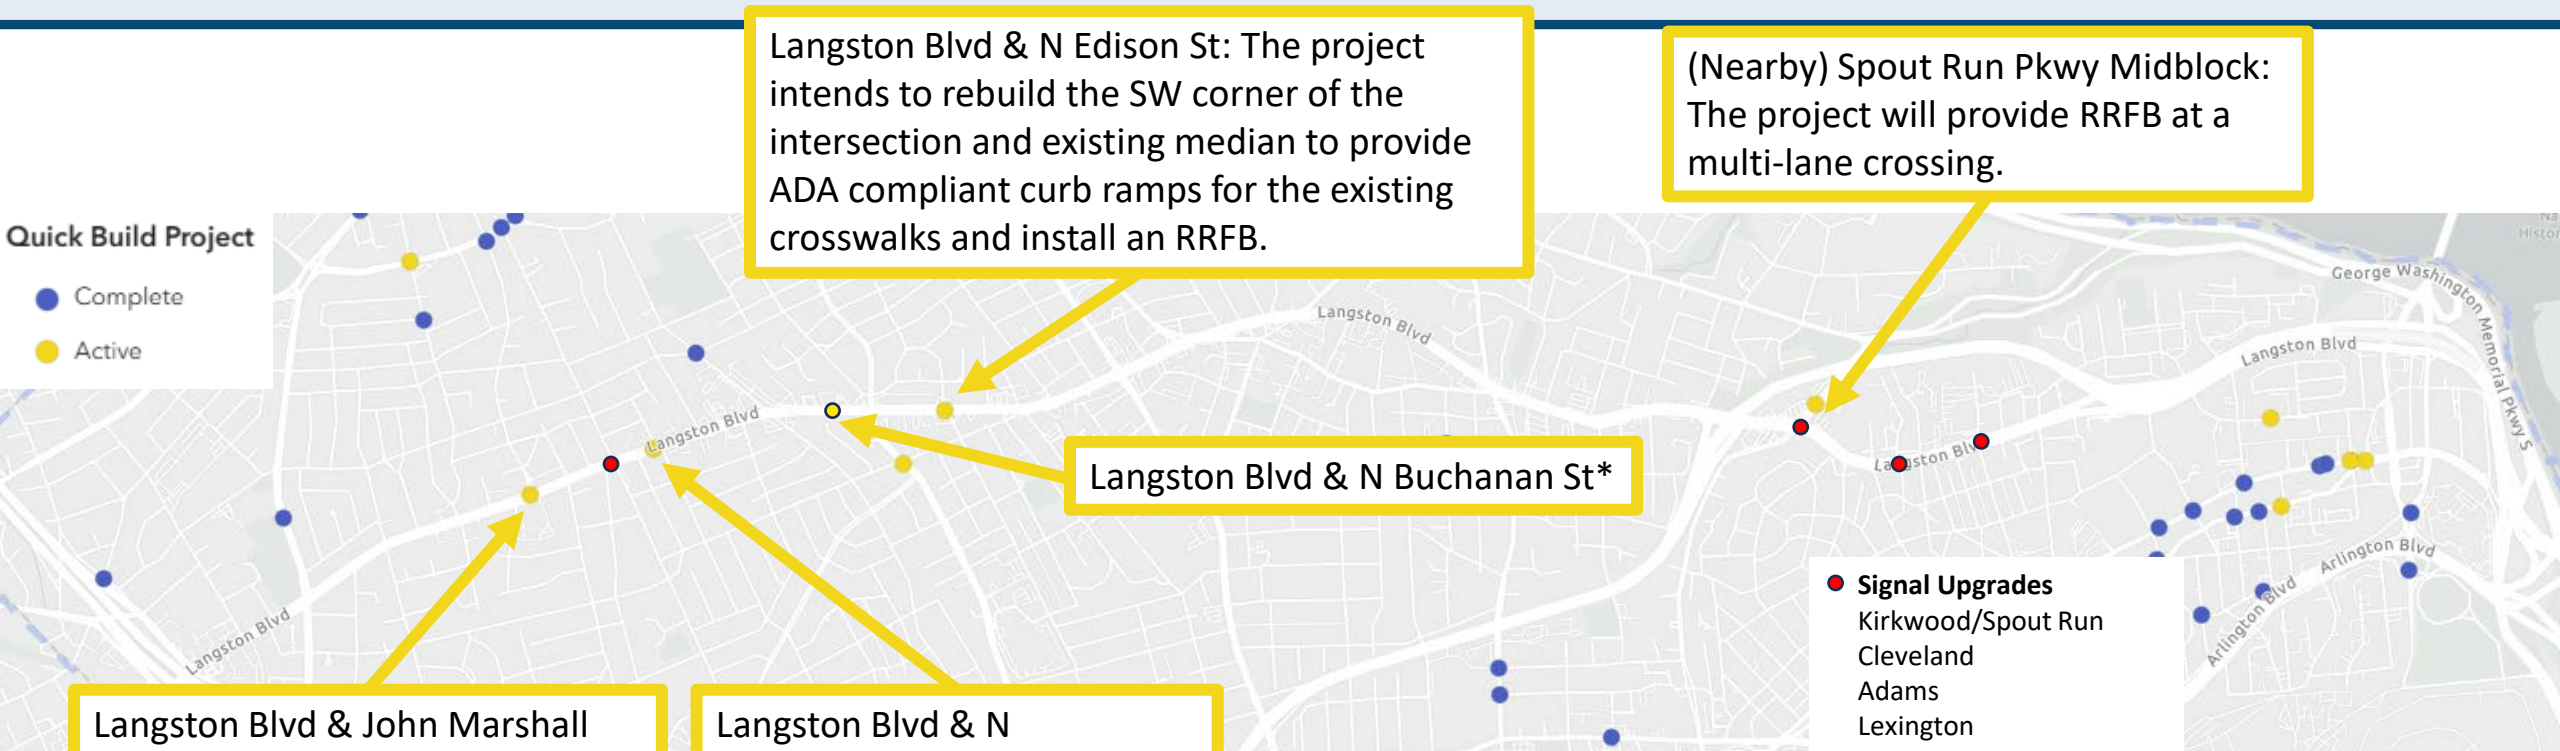 Langston Blvd & N Edison St: The project
intends to rebuild the SW corner of the
intersection and existing median to provide
ADA compliant curb ramps for the existing
crosswalks and install an RRFB.
(Nearby) Spout Run Pkwy Midblock:
The project will provide RRFB at a
multi-lane crossing.
Quick Build Project
Complete
Active
Langston Blvd
George Washington Memorial Pkwy S
Langston Blvd
Langston Blvd
Langston Blvd & N Buchanan St*
Langston Blvd
Arlington Blvd
Arlington Blvd
Langston Blvd
Signal Upgrades
Kirkwood/Spout Run
Cleveland
Adams
Lexington
Langston Blvd & John Marshall
Langston Blvd & N